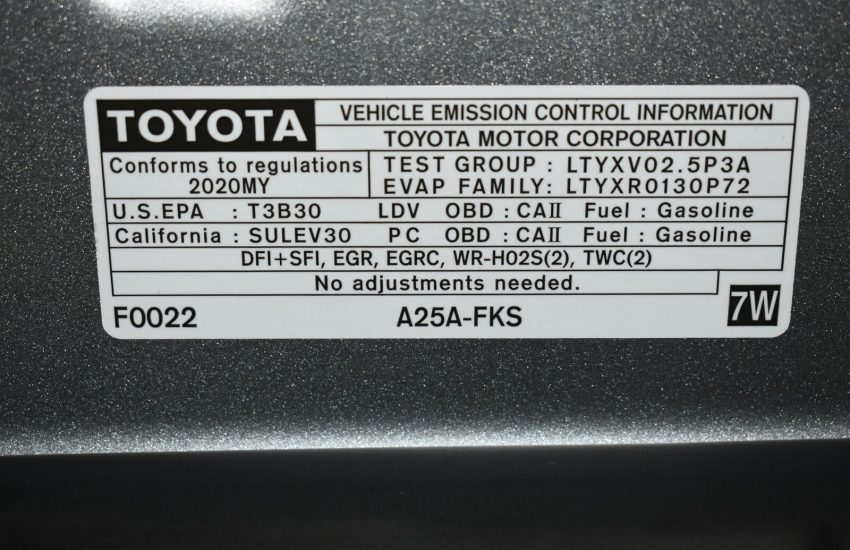 TOYOTA
VEHICLE EMISSION CONTROL INFORMATION
TOYOTA MOTOR CORPORATION
Conforms to regulations
2020MY
TEST GROUP : LTYXV02.5P3A
EVAP FAMILY: LTYXR0130P72
U.S.EPA : T3B30 LDV OBD : CAII Fuel : Gasoline
California : SULEV30 PC OBD : CAII Fuel : Gasoline
DFI+SFI, EGR, EGRC, WR-HO2S(2), TWC(2)
No adjustments needed.
F0022 A25A-FKS 7W